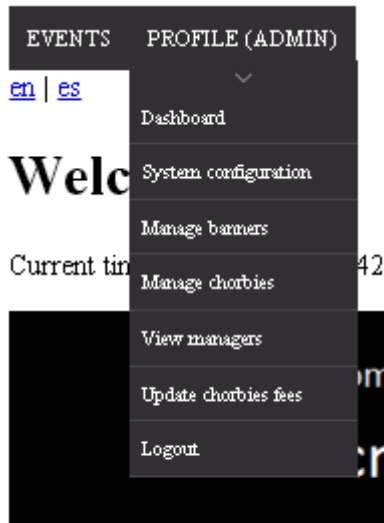 EVENTS PROFILE (ADMIN)
en | es
Dashboard
Welc
System configuration
Manage banners
Current tin 42
Manage chorbies
View managers
Update chorbies fees
Logout